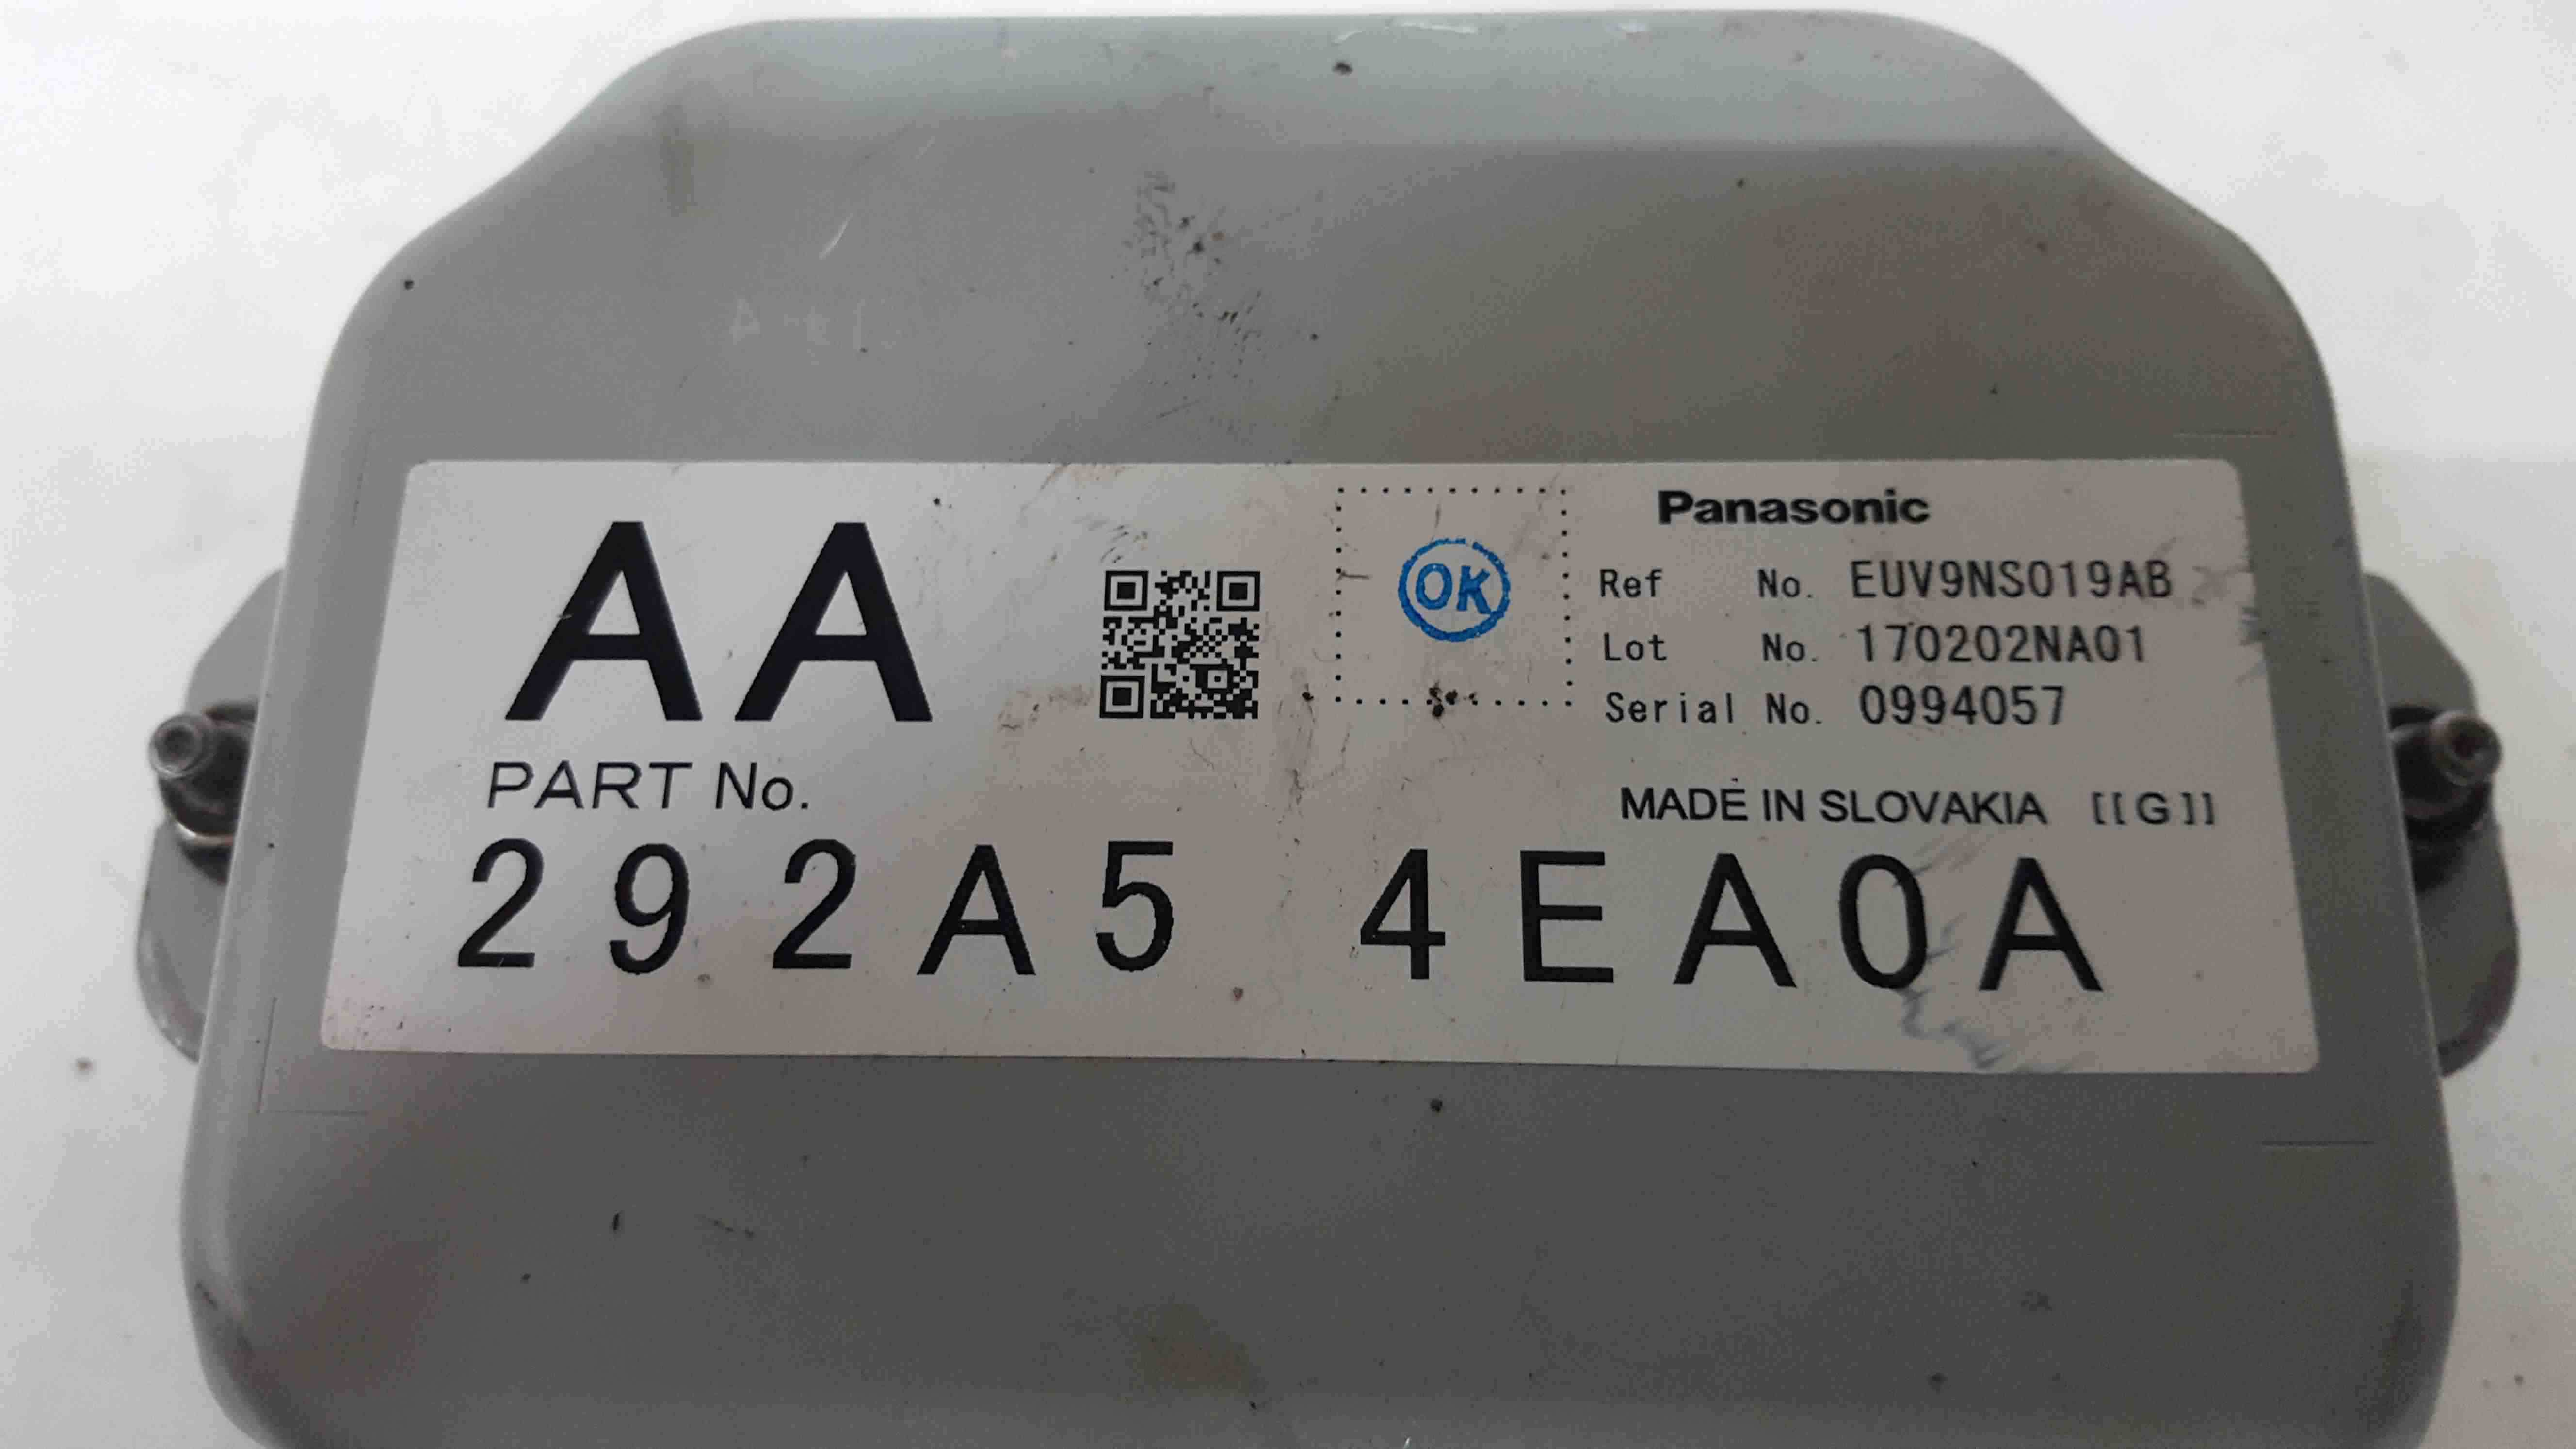 AA
OK
Panasonic
Ref No. EUV9NS019AB
Lot No. 170202NA01
Serial No. 0994057
PART No.
MADE IN SLOVAKIA [[G]]
292A5 4EA0A